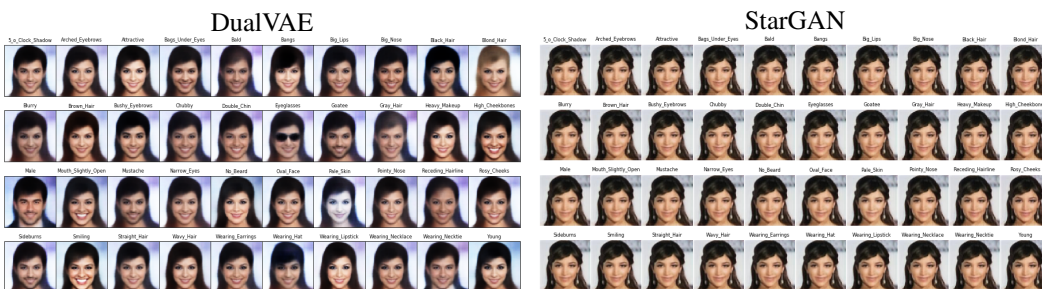 DualVAE
5_o_Clock_Shadow Arched_Eyebrows Attractive Bags_Under_Eyes Bald Bangs Big_Lips Big_Nose Black_Hair Blond_Hair
Blurry Brown_Hair Bushy_Eyebrows Chubby Double_Chin Eyeglasses Goatee Gray_Hair Heavy_Makeup High_Cheekbones
Male Mouth_Slightly_Open Mustache Narrow_Eyes No_Beard Oval_Face Pale_Skin Pointy_Nose Receding_Hairline Rosy_Cheeks
Sideburns Smiling Straight_Hair Wavy_Hair Wearing_Earrings Wearing_Hat Wearing_Lipstick Wearing_Necklace Wearing_Necktie Young
StarGAN
5_o_Clock_Shadow Arched_Eyebrows Attractive Bags_Under_Eyes Bald Bangs Big_Lips Big_Nose Black_Hair Blond_Hair
Blurry Brown_Hair Bushy_Eyebrows Chubby Double_Chin Eyeglasses Goatee Gray_Hair Heavy_Makeup High_Cheekbon
Male Mouth_Slightly_Open Mustache Narrow_Eyes No_Beard Oval_Face Pale_Skin Pointy_Nose Receding_Hairline Rosy_Cheeks
Sideburns Smiling Straight_Hair Wavy_Hair Wearing_Earrings Wearing_Hat Wearing_Lipstick Wearing_Necklace Wearing_Necktie Young